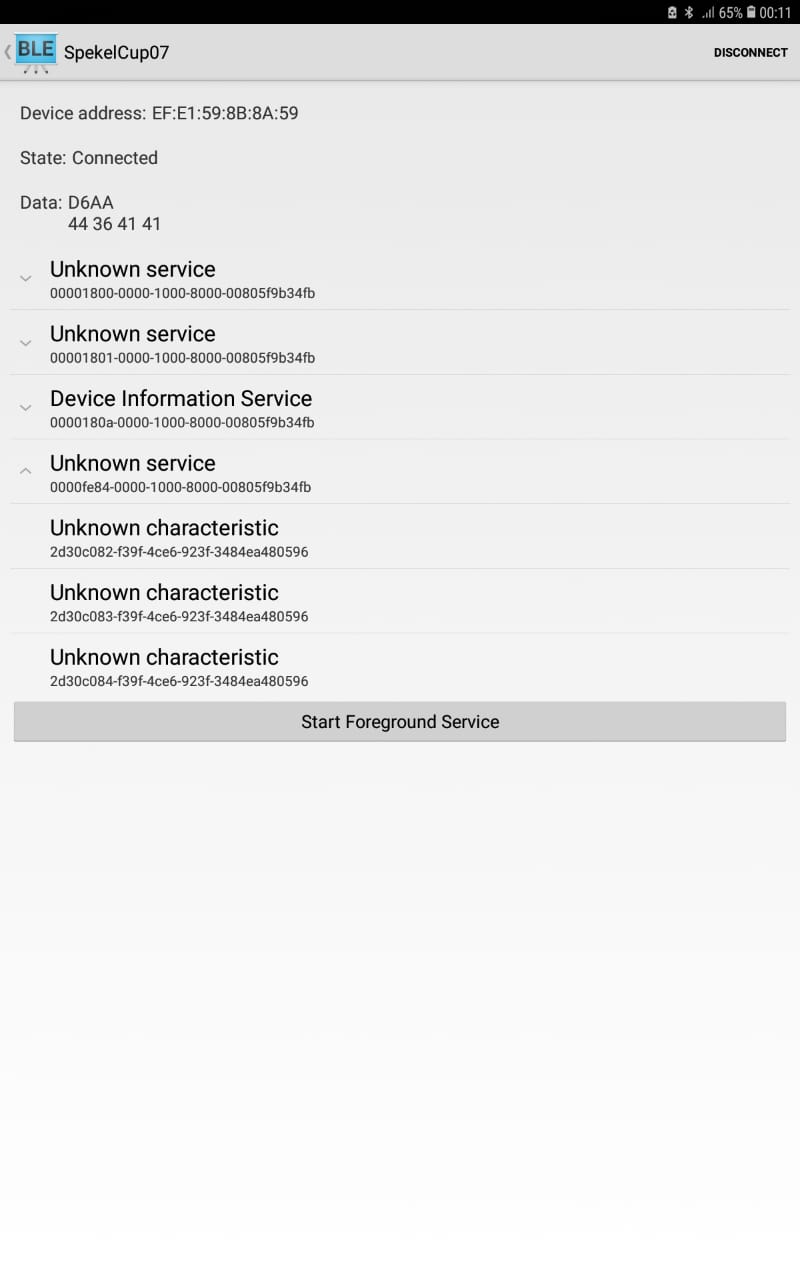 65% 00:11
BLE SpekelCup07 DISCONNECT
Device address: EF:E1:59:8B:8A:59
State: Connected
Data: D6AA
44 36 41 41
Unknown service
00001800-0000-1000-8000-00805f9b34fb
Unknown service
00001801-0000-1000-8000-00805f9b34fb
Device Information Service
0000180a-0000-1000-8000-00805f9b34fb
Unknown service
0000fe84-0000-1000-8000-00805f9b34fb
Unknown characteristic
2d30c082-f39f-4ce6-923f-3484ea480596
Unknown characteristic
2d30c083-f39f-4ce6-923f-3484ea480596
Unknown characteristic
2d30c084-f39f-4ce6-923f-3484ea480596
Start Foreground Service